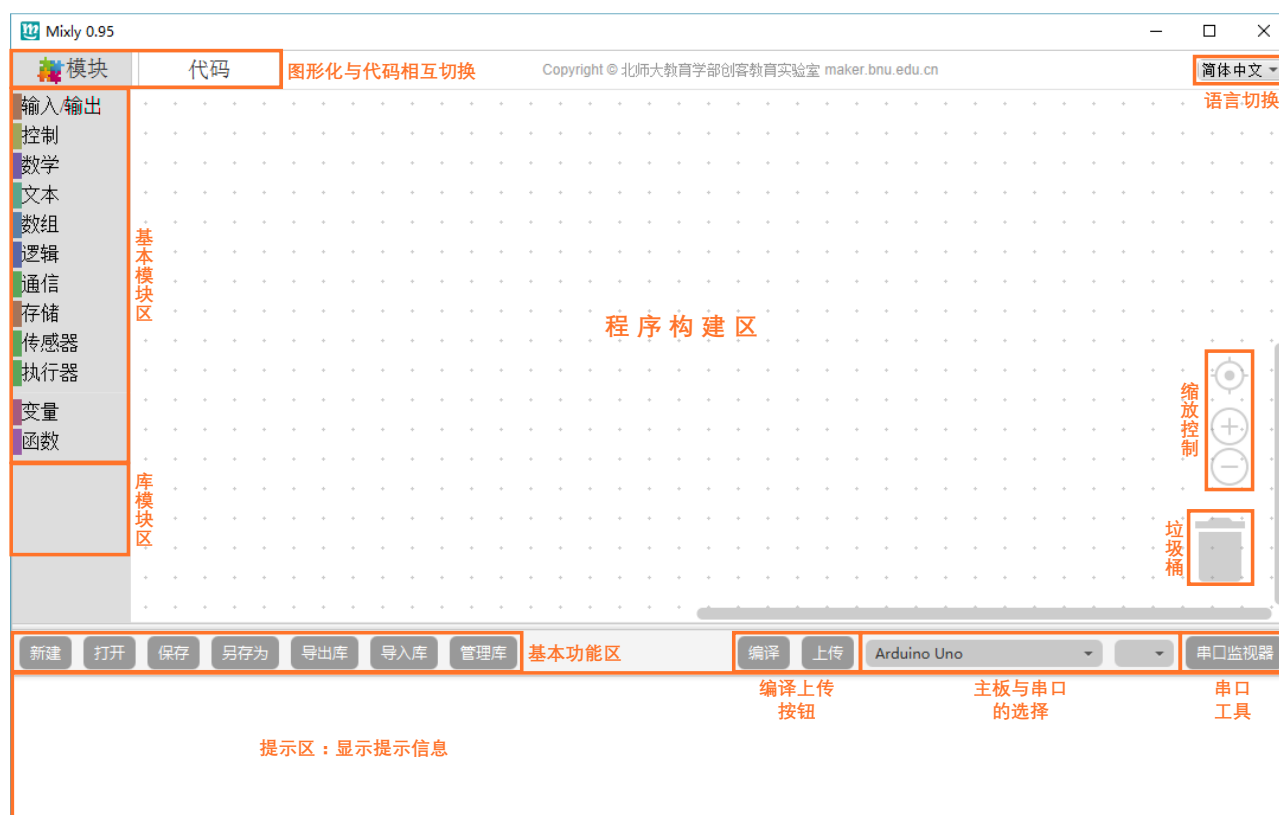 Mixly 0.95
模块 代码 图形化与代码相互切换 Copyright © 北师大教育学部创客教育实验室 maker.bnu.edu.cn 简体中文
语言切换
输入/输出
控制
数学
文本
数组
逻辑
通信
存储
传感器
执行器
变量
函数
基本模块区
库模块区
程序构建区
缩放控制
垃圾桶
新建 打开 保存 另存为 导出库 导入库 管理库 基本功能区 编译 上传 Arduino Uno 串口监视器
编译上传
按钮
主板与串口
的选择
串口
工具
提示区：显示提示信息